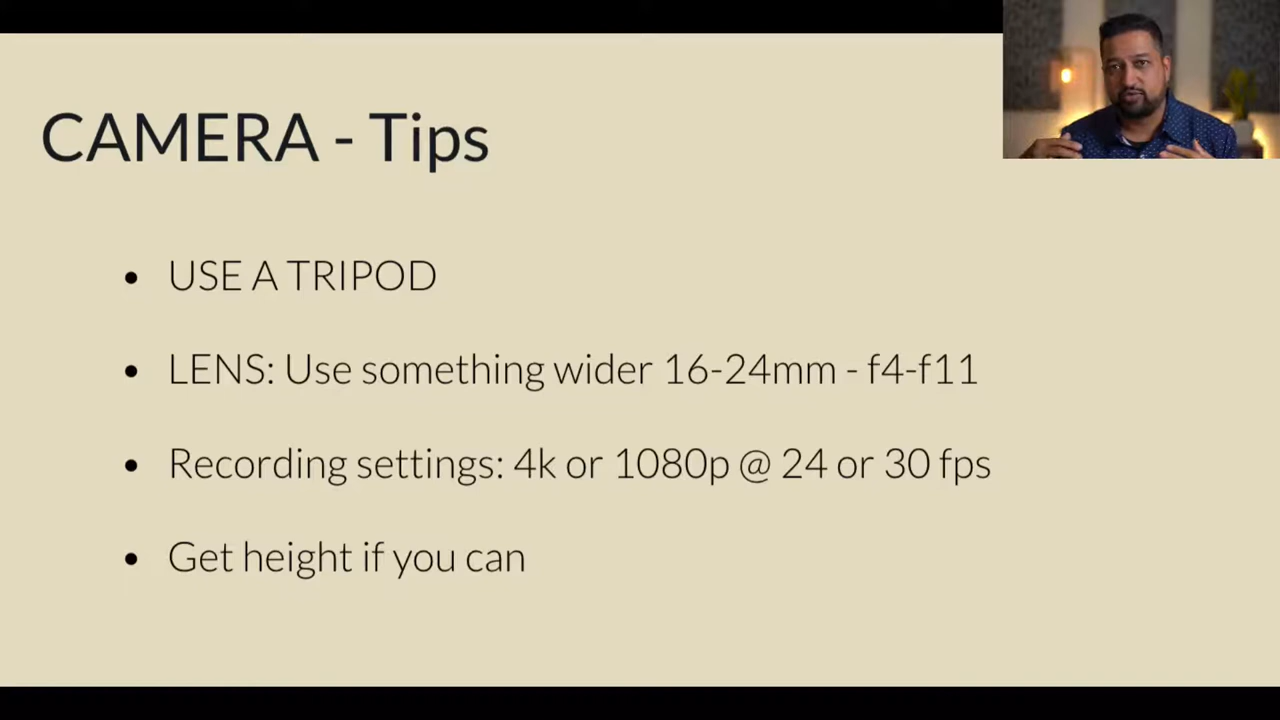 CAMERA - Tips
• USE A TRIPOD
• LENS: Use something wider 16-24mm - f4-f11
• Recording settings: 4k or 1080p @ 24 or 30 fps
• Get height if you can